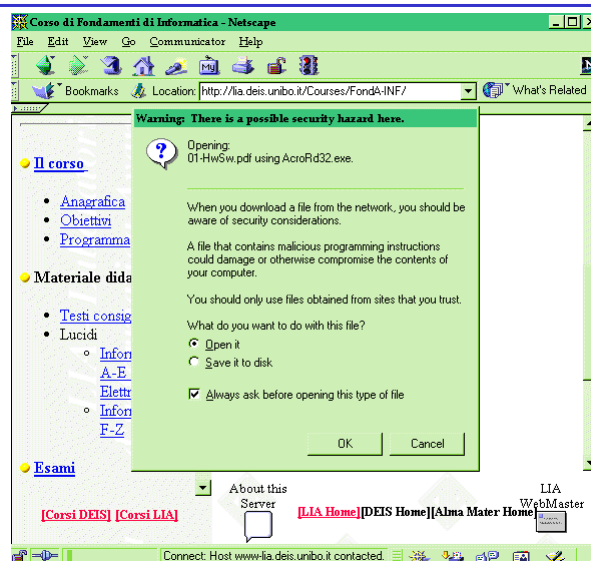 Corso di Fondamenti di Informatica - Netscape
File Edit View Go Communicator Help
My
Bookmarks Location: http://lia.deis.unibo.it/Courses/FondA-INF/ What's Related
Warning: There is a possible security hazard here.
Opening:
01-HwSw.pdf using AcroRd32.exe.
When you download a file from the network, you should be
aware of security considerations.
A file that contains malicious programming instructions
could damage or otherwise compromise the contents of
your computer.
You should only use files obtained from sites that you trust.
What do you want to do with this file?
Open it
Save it to disk
Always ask before opening this type of file
OK Cancel
Il corso
Anagrafica
Obiettivi
Programma
Materiale dida
Testi consig
Lucidi
Infor
A-E
Elettr
Infor
F-Z
Esami
[Corsi DEIS] [Corsi LIA]
About this
Server
[LIA Home][DEIS Home][Alma Mater Home]
LIA
WebMaster
Connect: Host www-lia.deis.unibo.it contacted.